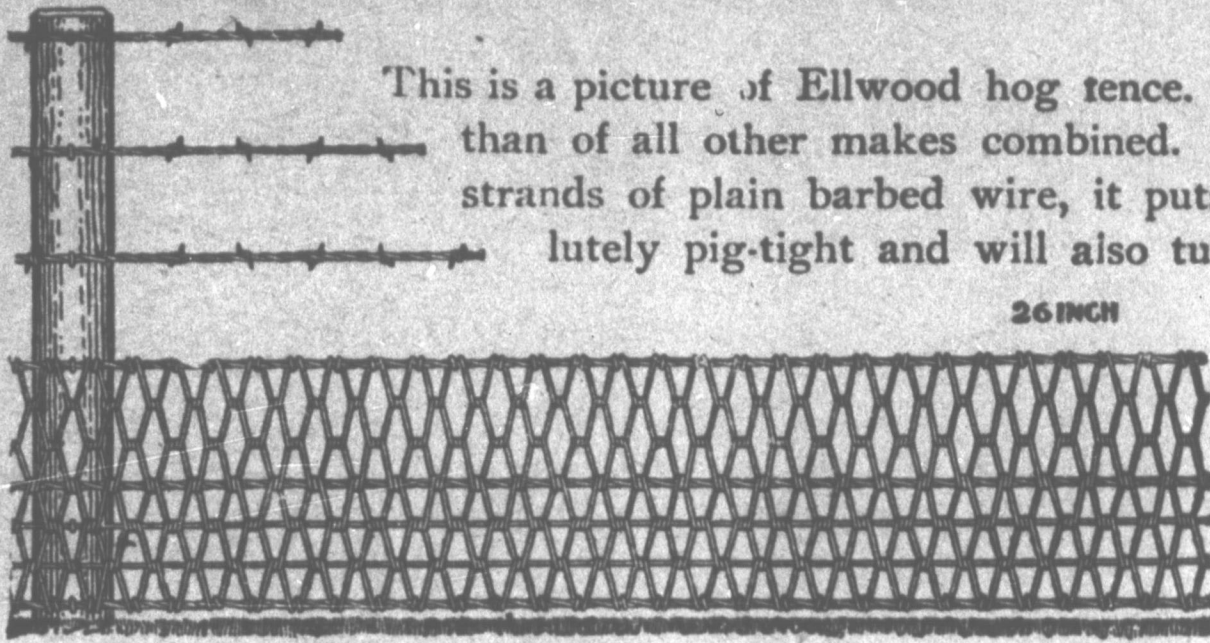 This is a picture of Ellwood hog fence.
than of all other makes combined.
strands of plain barbed wire, it put
lutely pig-tight and will also tu
26 INCH